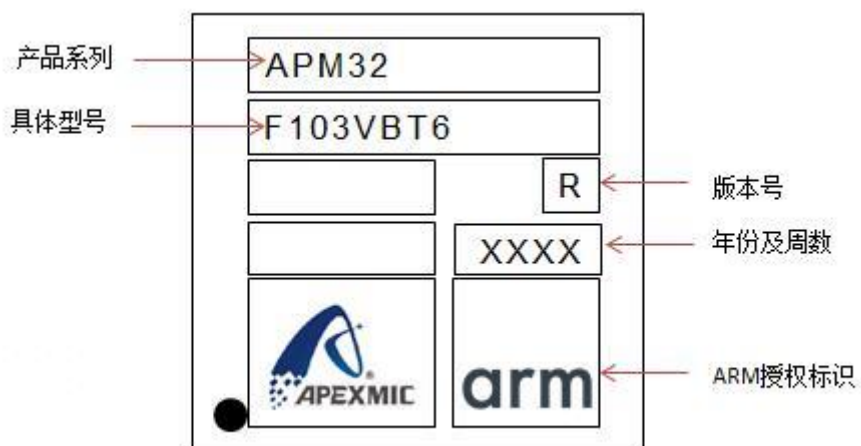 产品系列
APM32
具体型号
F103VBT6
R
版本号
XXXX
年份及周数
APEXMIC
®
arm
ARM授权标识